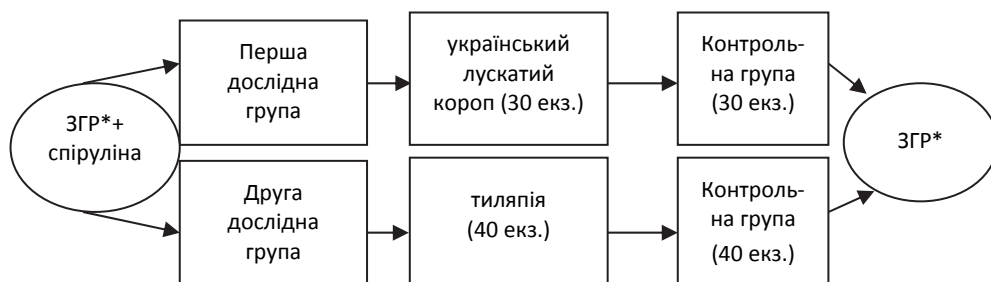 ЗГР*+
спіруліна
Перша
дослідна
група
український
лускатий
короп (30 екз.)
Контроль-
на група
(30 екз.)
ЗГР*
Друга
дослідна
група
тиляпія
(40 екз.)
Контроль-
на група
(40 екз.)